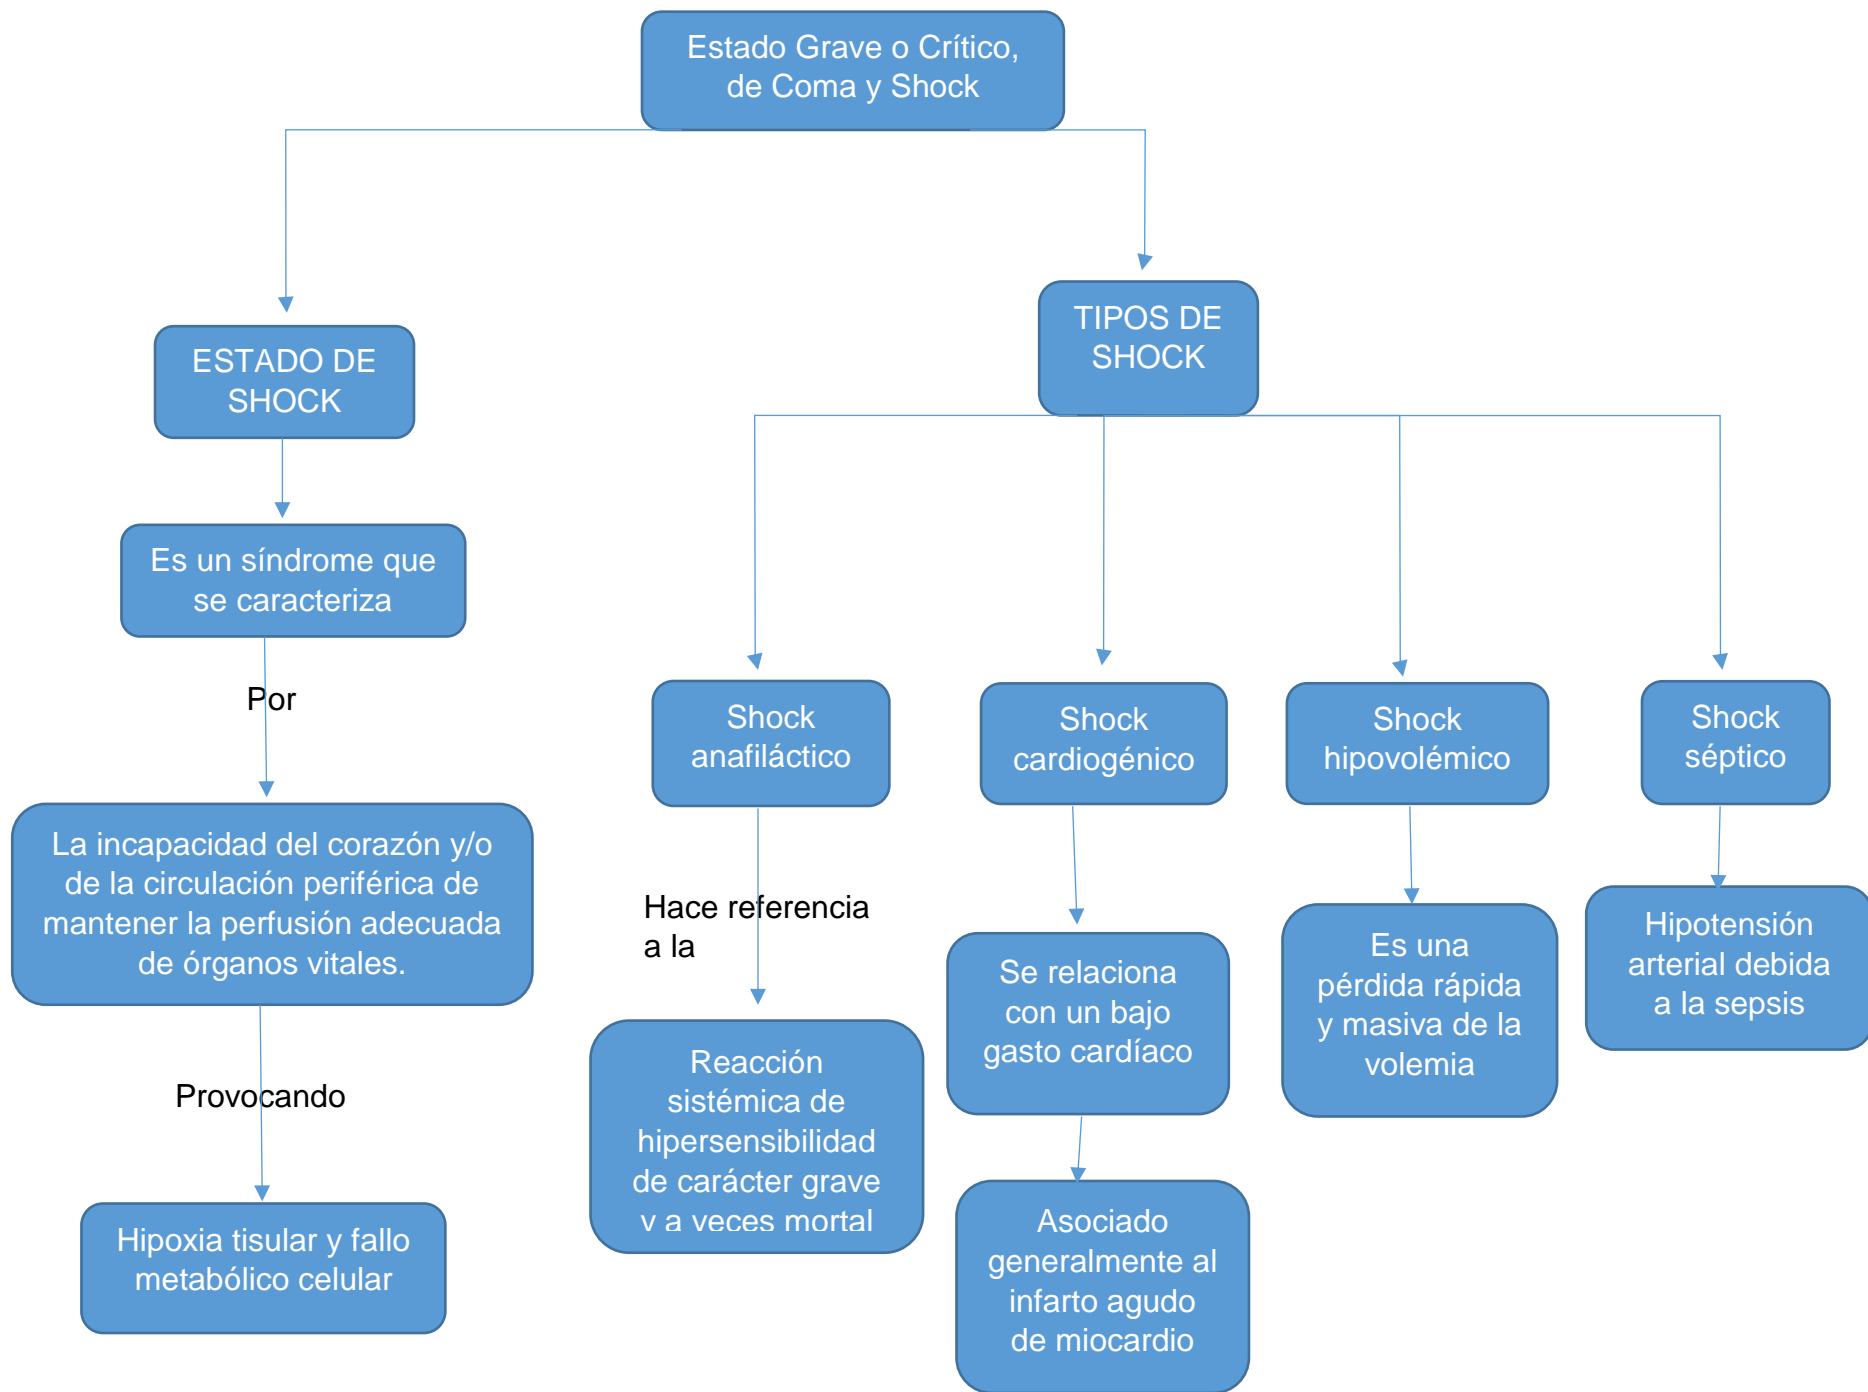 Estado Grave o Crítico,
de Coma y Shock
ESTADO DE
SHOCK
Es un síndrome que
se caracteriza
Por
La incapacidad del corazón y/o
de la circulación periférica de
mantener la perfusión adecuada
de órganos vitales.
Provocando
Hipoxia tisular y fallo
metabólico celular
TIPOS DE
SHOCK
Shock
anafiláctico
Hace referencia
a la
Reacción
sistémica de
hipersensibilidad
de carácter grave
y a veces mortal
Shock
cardiogénico
Se relaciona
con un bajo
gasto cardíaco
Asociado
generalmente al
infarto agudo
de miocardio
Shock
hipovolémico
Es una
pérdida rápida
y masiva de la
volemia
Shock
séptico
Hipotensión
arterial debida
a la sepsis